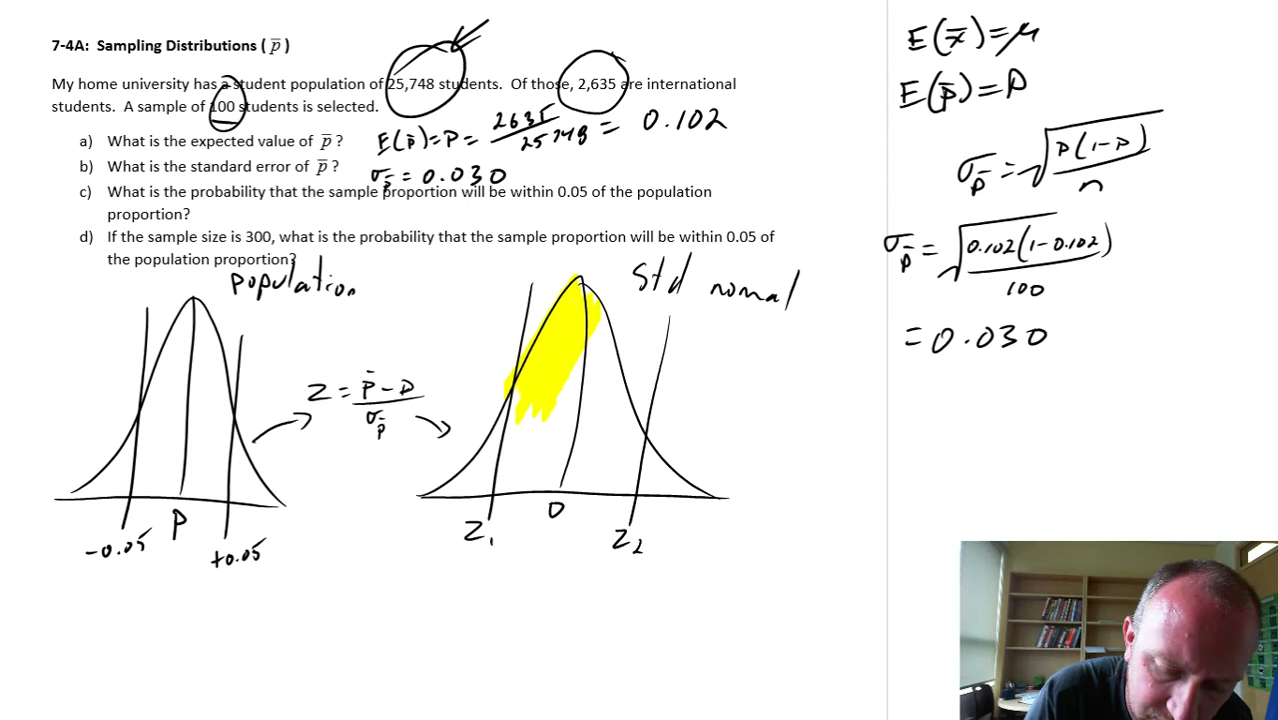 7-4A: Sampling Distributions ( p̅ )
My home university has a student population of 25,748 students. Of those, 2,635 are international
students. A sample of 100 students is selected.
a) What is the expected value of p̅ ? E(p̅)=P= 2635/25748 = 0.102
b) What is the standard error of p̅ ? σp̅ = 0.030
c) What is the probability that the sample proportion will be within 0.05 of the population
proportion?
d) If the sample size is 300, what is the probability that the sample proportion will be within 0.05 of
the population proportion?
population
Std nomal
Z = p̅ - P / σp̅
-0.05 P +0.05
Z1 0 Z2
E(x̅)=μ
E(p̅)=P
σp̅ = √P(1-P)/n
σp̅ = √0.102(1-0.102)/100
= 0.030